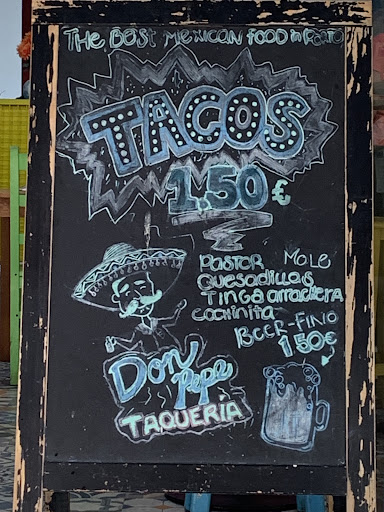 The Best Mexican food in Porto
TACOS
1.50 €
Pastor Mole
Quesadillas
Tinga arrachera
Cochinita
Beer-Fino
1.50€
Don
Pepe
TAQUERÍA